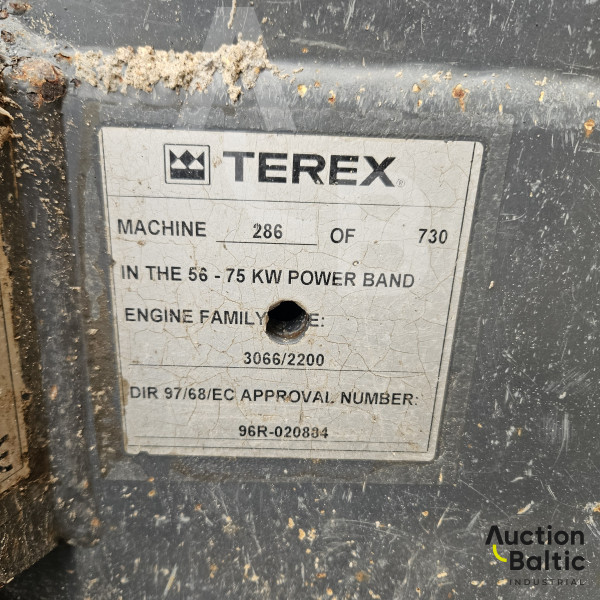 TEREX®
MACHINE 286 OF 730
IN THE 56 - 75 KW POWER BAND
ENGINE FAMILY
3066/2200
DIR 97/68/EC APPROVAL NUMBER:
96R-020884
Auction
Baltic
INDUSTRIAL